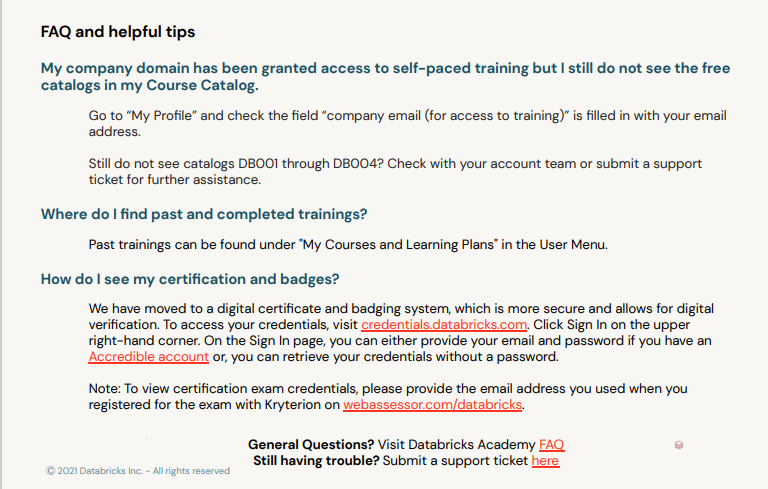 FAQ and helpful tips
My company domain has been granted access to self-paced training but I still do not see the free
catalogs in my Course Catalog.
Go to “My Profile” and check the field “company email (for access to training)” is filled in with your email
address.
Still do not see catalogs DB001 through DB004? Check with your account team or submit a support
ticket for further assistance.
Where do I find past and completed trainings?
Past trainings can be found under "My Courses and Learning Plans" in the User Menu.
How do I see my certification and badges?
We have moved to a digital certificate and badging system, which is more secure and allows for digital
verification. To access your credentials, visit credentials.databricks.com. Click Sign In on the upper
right-hand corner. On the Sign In page, you can either provide your email and password if you have an
Accredible account or, you can retrieve your credentials without a password.
Note: To view certification exam credentials, please provide the email address you used when you
registered for the exam with Kryterion on webassessor.com/databricks.
General Questions? Visit Databricks Academy FAQ
Still having trouble? Submit a support ticket here
© 2021 Databricks Inc. - All rights reserved